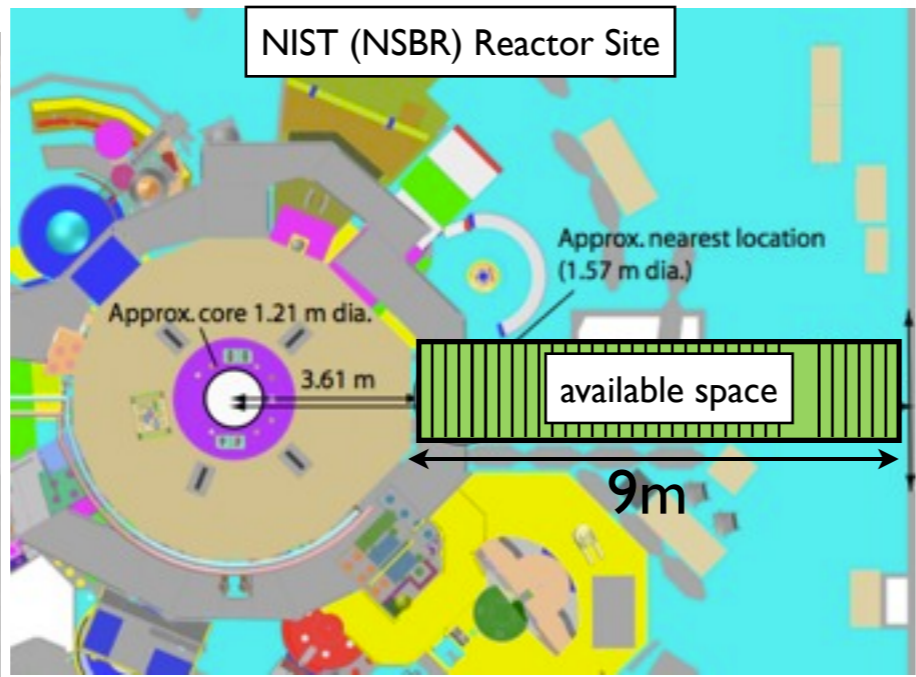 NIST (NSBR) Reactor Site
Approx. nearest location
(1.57 m dia.)
Approx. core 1.21 m dia.
3.61 m
available space
9m